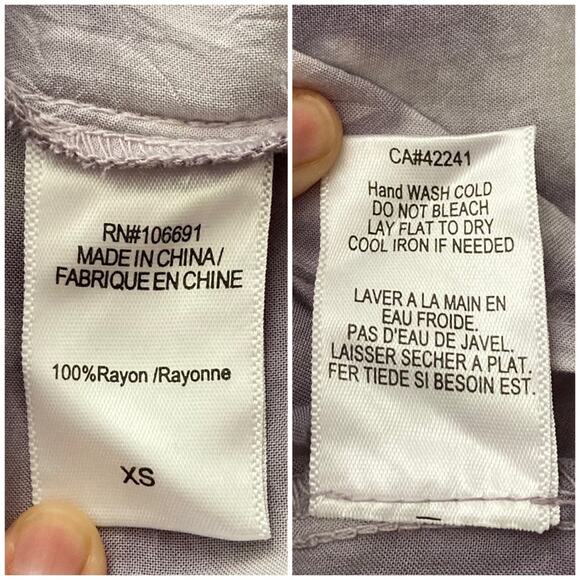 RN#106691
MADE IN CHINA/
FABRIQUE EN CHINE
100%Rayon /Rayonne
XS
CA#42241
Hand WASH COLD
DO NOT BLEACH
LAY FLAT TO DRY
COOL IRON IF NEEDED
LAVER A LA MAIN EN
EAU FROIDE.
PAS D'EAU DE JAVEL.
LAISSER SECHER A PLAT.
FER TIEDE SI BESOIN EST.